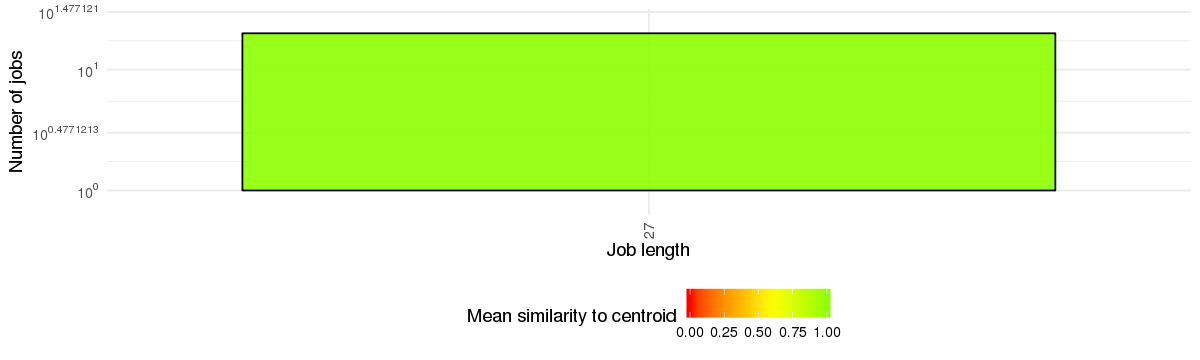 Number of jobs
10^1.477121
10^1
10^0.4771213
10^0
27
Job length
Mean similarity to centroid
0.00 0.25 0.50 0.75 1.00